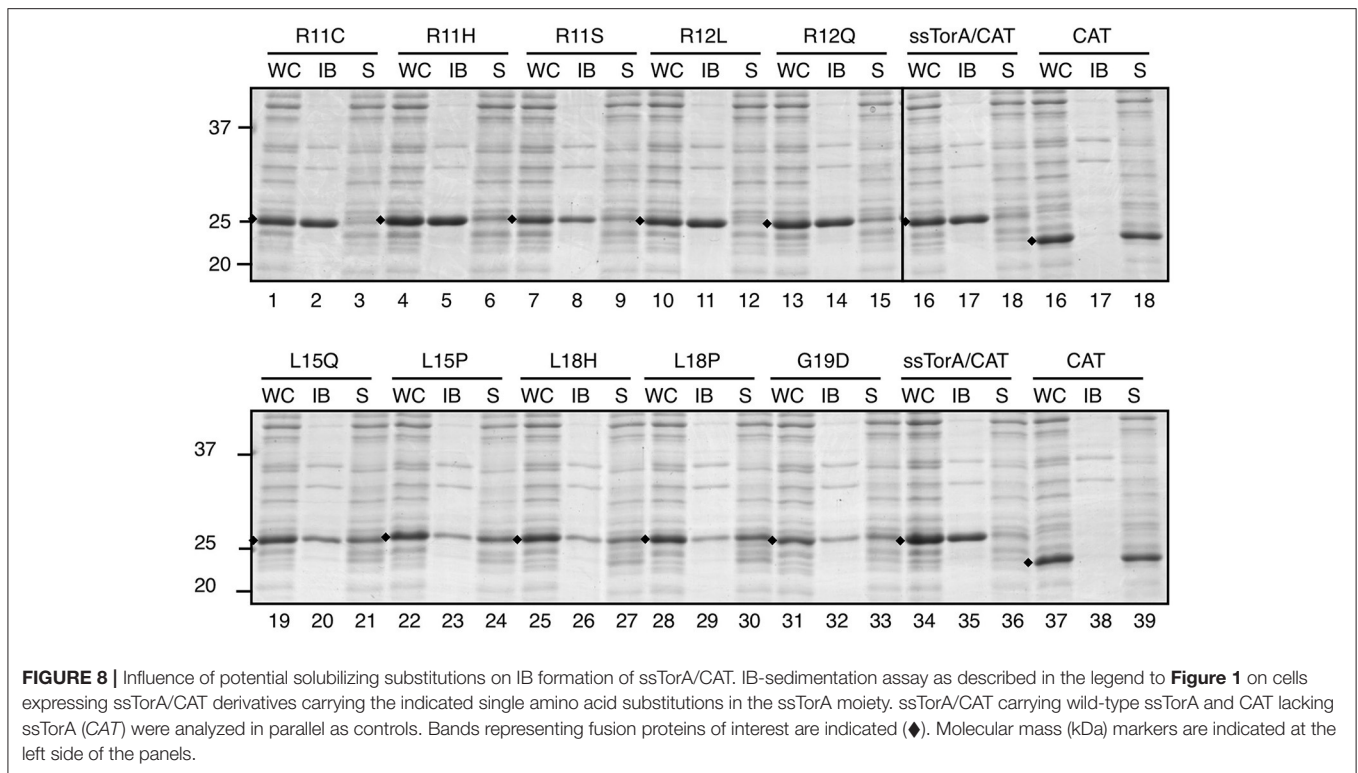 R11C R11H R11S R12L R12Q ssTorA/CAT CAT
WC IB S WC IB S WC IB S WC IB S WC IB S WC IB S WC IB S
37
25
20
1 2 3 4 5 6 7 8 9 10 11 12 13 14 15 16 17 18 16 17 18
L15Q L15P L18H L18P G19D ssTorA/CAT CAT
WC IB S WC IB S WC IB S WC IB S WC IB S WC IB S WC IB S
37
25
20
19 20 21 22 23 24 25 26 27 28 29 30 31 32 33 34 35 36 37 38 39
FIGURE 8 | Influence of potential solubilizing substitutions on IB formation of ssTorA/CAT. IB-sedimentation assay as described in the legend to Figure 1 on cells
expressing ssTorA/CAT derivatives carrying the indicated single amino acid substitutions in the ssTorA moiety. ssTorA/CAT carrying wild-type ssTorA and CAT lacking
ssTorA (CAT) were analyzed in parallel as controls. Bands representing fusion proteins of interest are indicated (♦). Molecular mass (kDa) markers are indicated at the
left side of the panels.